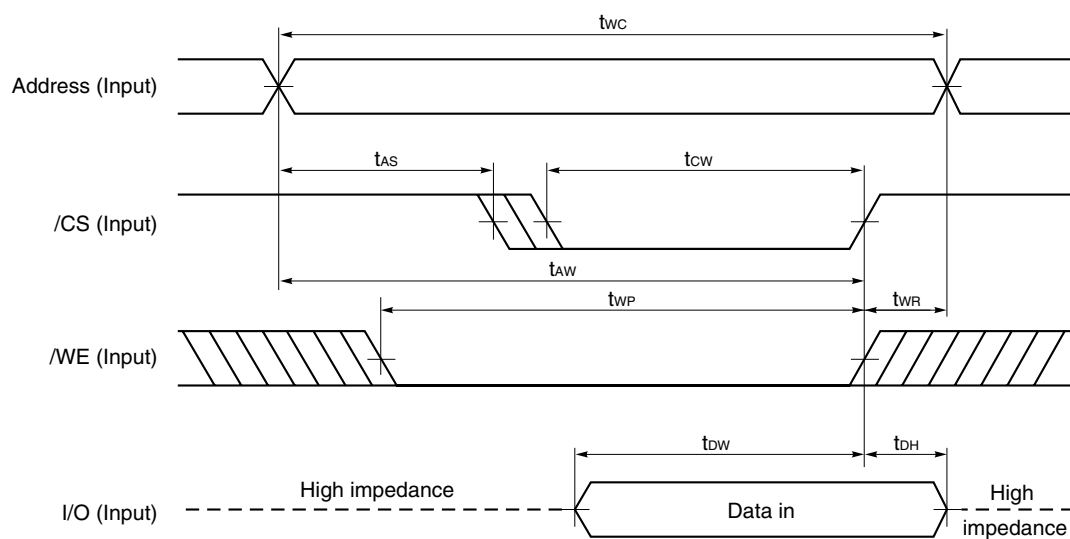 tWC
Address (Input)
tAS
tCW
/CS (Input)
tAW
tWP
tWR
/WE (Input)
tDW
tDH
High impedance
High
I/O (Input)
Data in
impedance